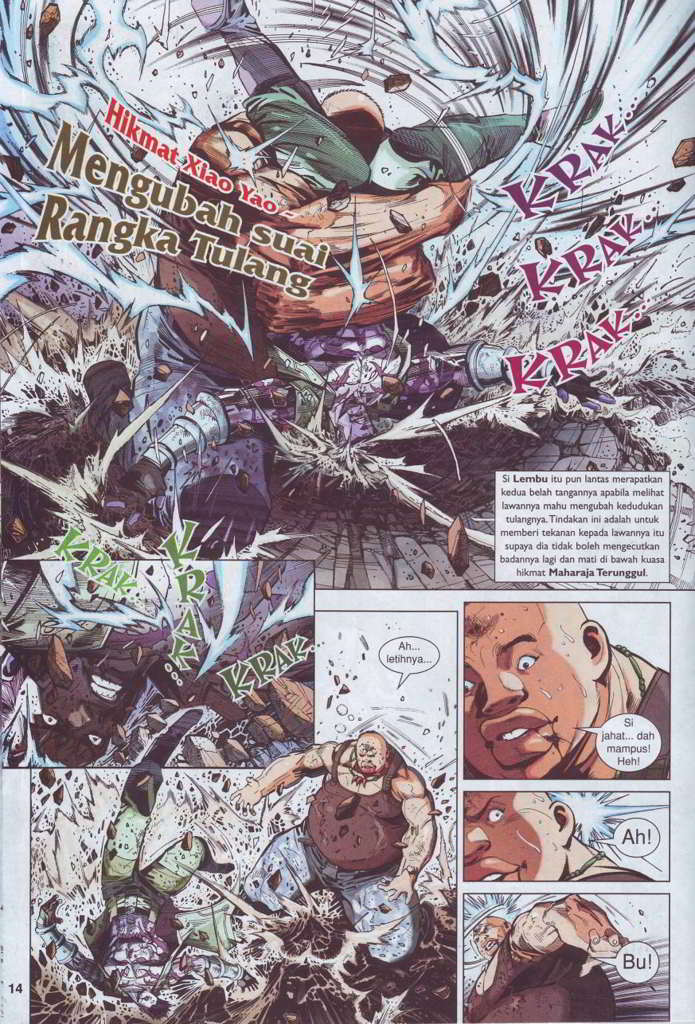 Hikmat Xiao Yao -
Mengubah suai
Rangka Tulang
KRAK...
KRAK...
KRAK...
Si Lembu itu pun lantas merapatkan
kedua belah tangannya apabila melihat
lawannya mahu mengubah kedudukan
tulangnya. Tindakan ini adalah untuk
memberi tekanan kepada lawannya itu
supaya dia tidak boleh mengecutkan
badannya lagi dan mati di bawah kuasa
hikmat Maharaja Terunggul.
KRAK...
KRAK...
KRAK...
Ah...
letihnya...
Si
jahat... dah
mampus!
Heh!
Ah!
Bu!
14